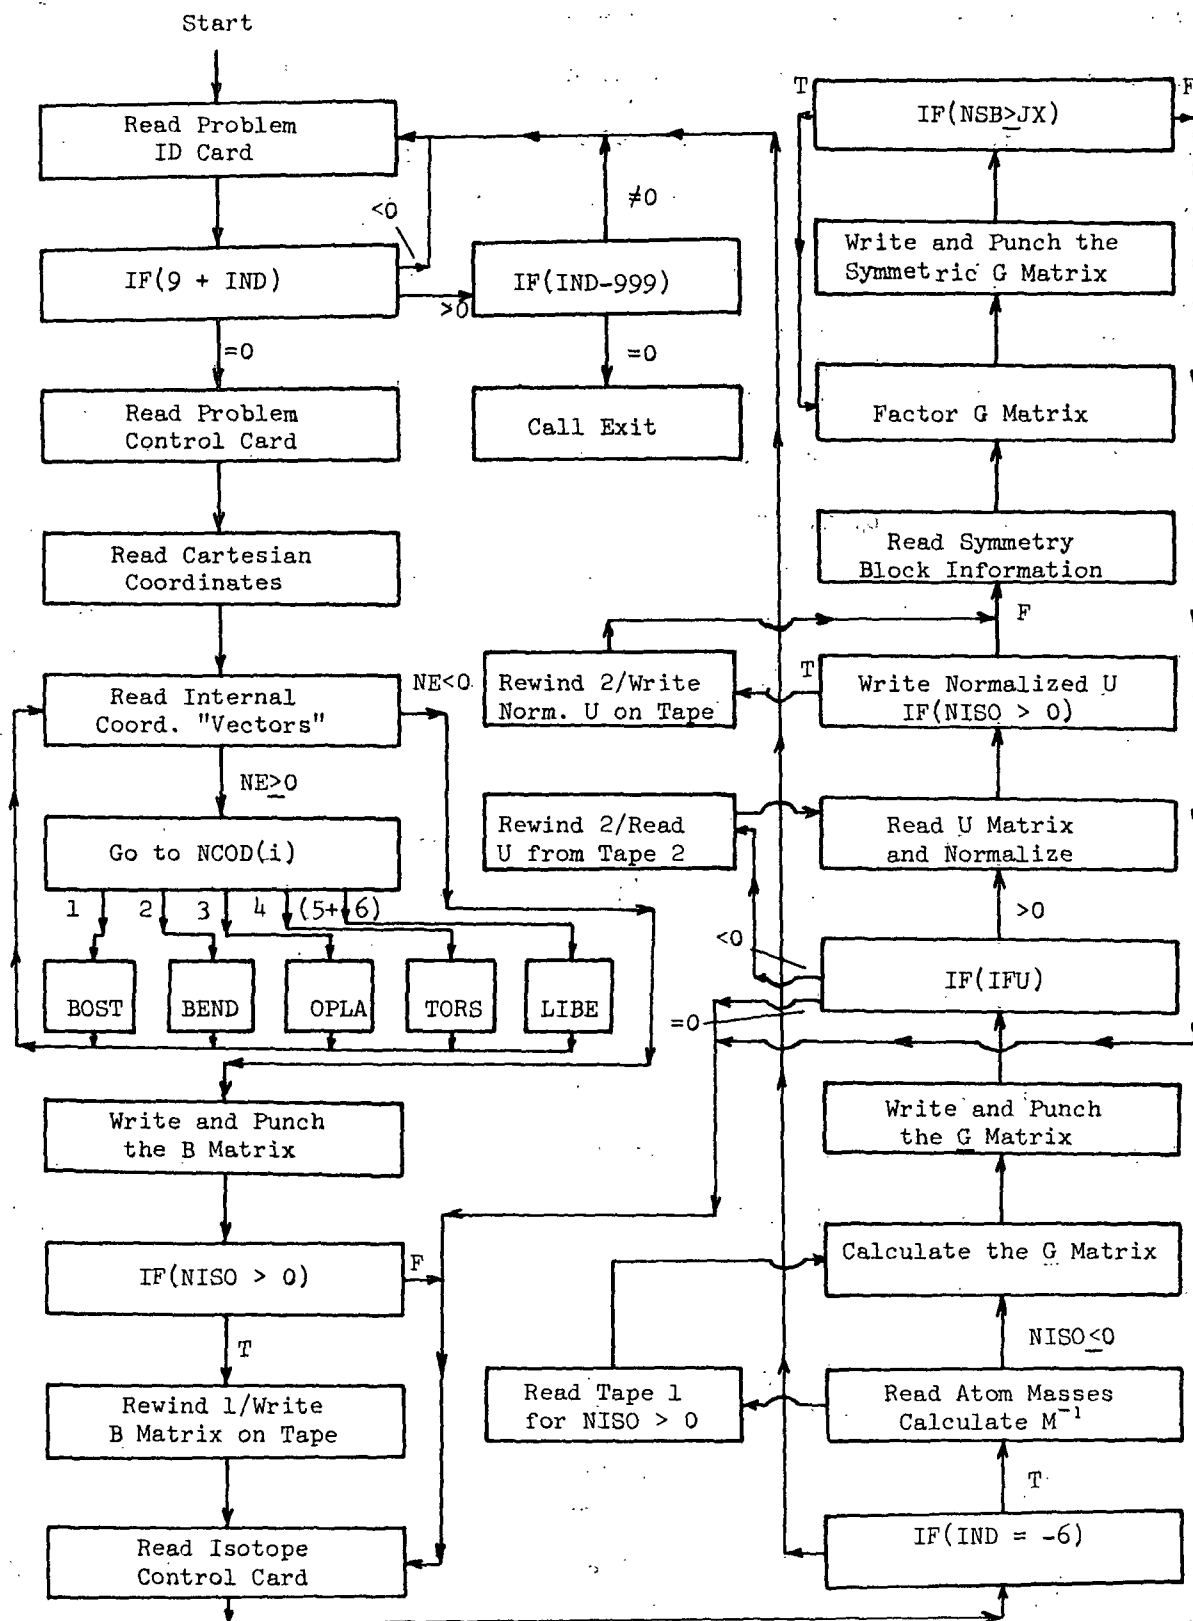 Start
Read Problem
ID Card
<0
IF(9 + IND)
>0
=0
≠0
IF(IND-999)
=0
Call Exit
Read Problem
Control Card
Read Cartesian
Coordinates
Read Internal
Coord. "Vectors"
NE<0
NE≥0
Go to NCOD(i)
1 2 3 4 (5+6)
BOST BEND OPLA TORS LIBE
Write and Punch
the B Matrix
IF(NISO > 0)
F
T
Rewind 1/Write
B Matrix on Tape
Read Isotope
Control Card
T
IF(NSB≥JX)
F
Write and Punch the
Symmetric G Matrix
Factor G Matrix
Read Symmetry
Block Information
F
Rewind 2/Write
Norm. U on Tape
T
Write Normalized U
IF(NISO > 0)
Rewind 2/Read
U from Tape 2
Read U Matrix
and Normalize
>0
<0
IF(IFU)
=0
Write and Punch
the G Matrix
Calculate the G Matrix
NISO≤0
Read Tape 1
for NISO > 0
Read Atom Masses
Calculate M⁻¹
T
IF(IND = -6)